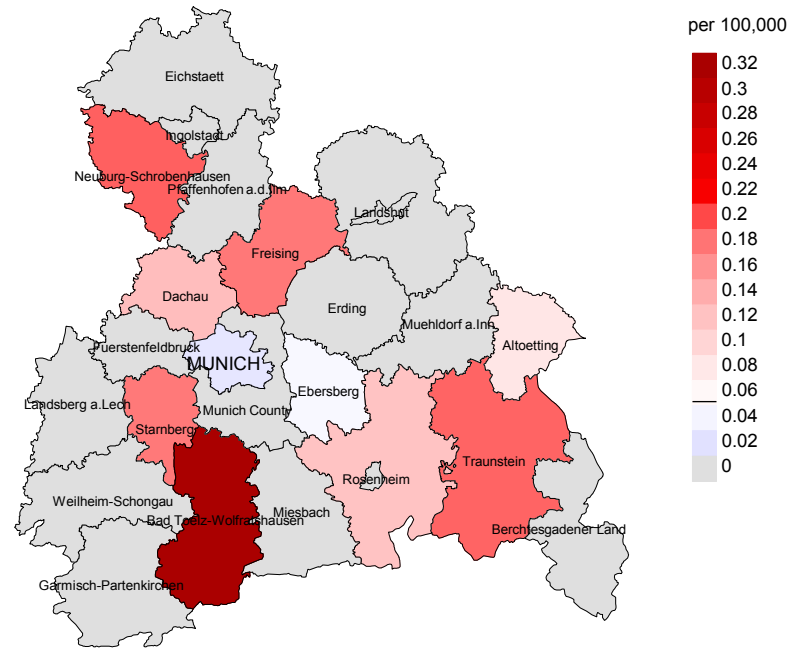 per 100,000
0.32
0.3
0.28
0.26
0.24
0.22
0.2
0.18
0.16
0.14
0.12
0.1
0.08
0.06
0.04
0.02
0
Eichstaett
Ingolstadt
Neuburg-Schrobenhausen
Pfaffenhofen a.d.Ilm
Landshut
Freising
Dachau
Erding
Muehldorf a.Inn
Altoetting
Fuerstenfeldbruck
MUNICH
Ebersberg
Landsberg a.Lech
Munich County
Starnberg
Traunstein
Rosenheim
Weilheim-Schongau
Miesbach
Bad Toelz-Wolfratshausen
Berchtesgadener Land
Garmisch-Partenkirchen